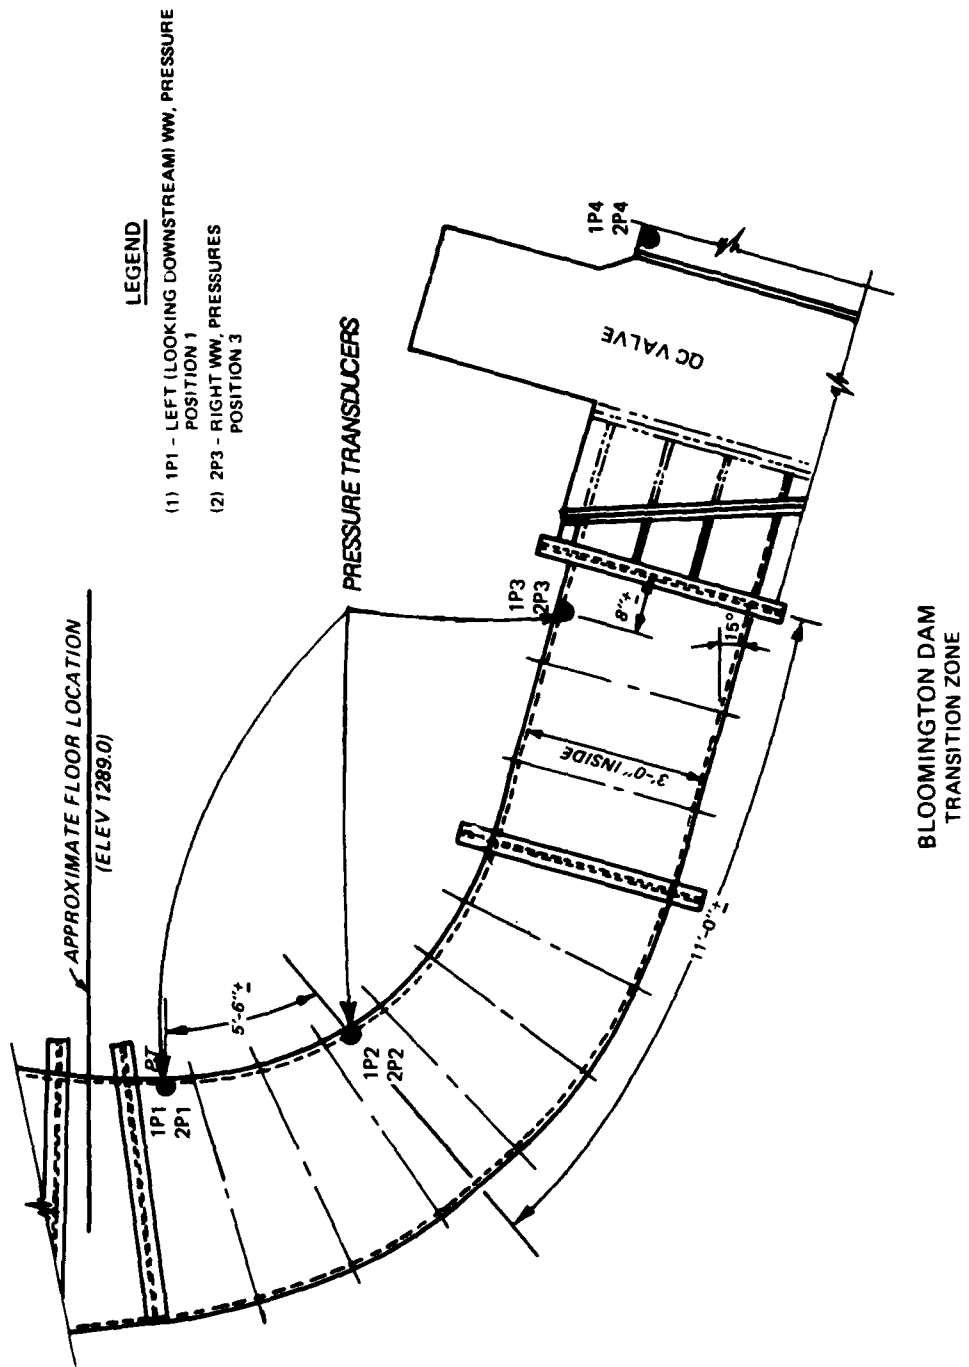 LEGEND
(1) 1P1 - LEFT (LOOKING DOWNSTREAM) WW, PRESSURE
POSITION 1
(2) 2P3 - RIGHT WW, PRESSURES
POSITION 3
APPROXIMATE FLOOR LOCATION
(ELEV 1289.0)
PRESSURE TRANSDUCERS
PT
1P1
2P1
5'-6"±
1P2
2P2
1P3
2P3
8"±
15°
3'-0" INSIDE
11'-0"±
QC VALVE
1P4
2P4
BLOOMINGTON DAM
TRANSITION ZONE